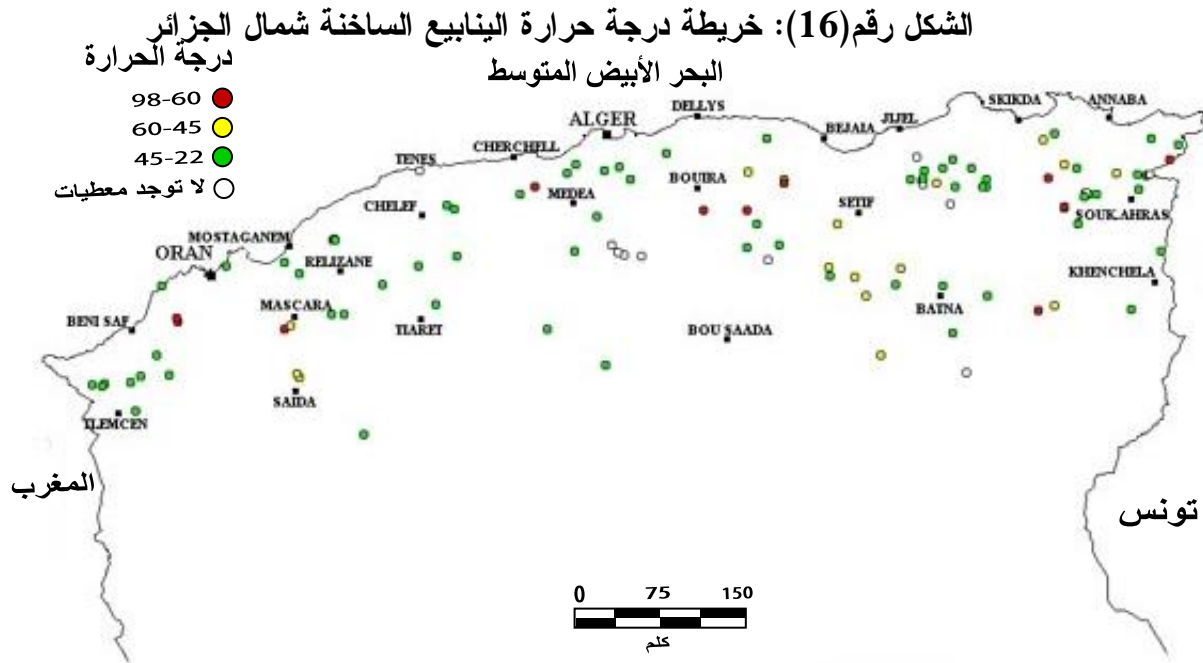 الشكل رقم(16): خريطة درجة حرارة الينابيع الساخنة شمال الجزائر
درجة الحرارة
البحر الأبيض المتوسط
98-60
60-45
45-22
لا توجد معطيات
SKIKDA
ANNABA
DELLYS
ALGER
JIJEL
BEJAIA
CHERCHELL
TENES
BOUIRA
MEDEA
CHELEF
SETIF
SOUK.AHRAS
MOSTAGANEM
ORAN
RELIZANE
KHENCHELA
MASCARA
BATNA
BENI SAF
TIARET
BOU SAADA
SAIDA
TLEMCEN
المغرب
تونس
0 75 150
كلم